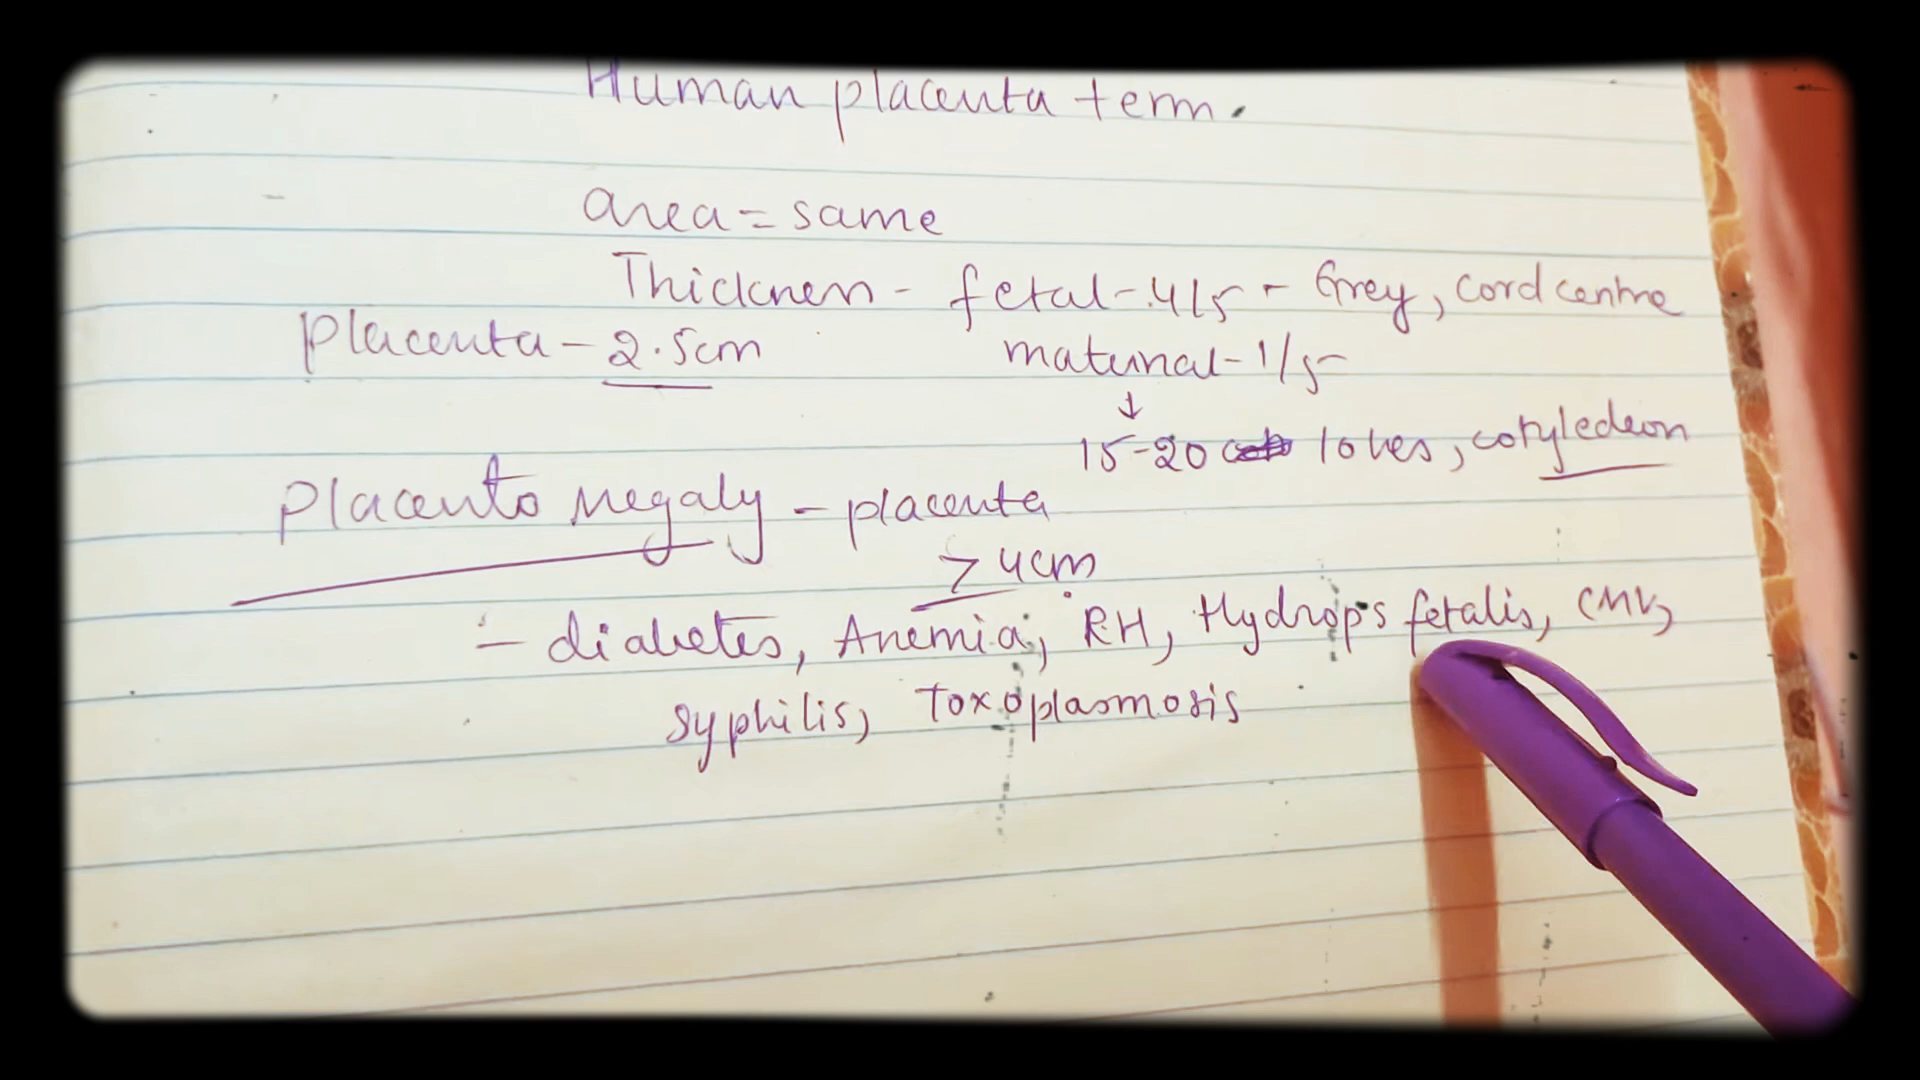 Human placenta term.
area = same
Thickness - fetal - 4/5 - Grey, cord centre
Placenta - 2.5cm
maternal - 1/5
↓
15-20 lobes, cotyledeon
Placento Megaly - placenta
> 4cm
:- diabetes, Anemia, RH, Hydrops fetalis, CMV,
syphilis, Toxoplasmosis